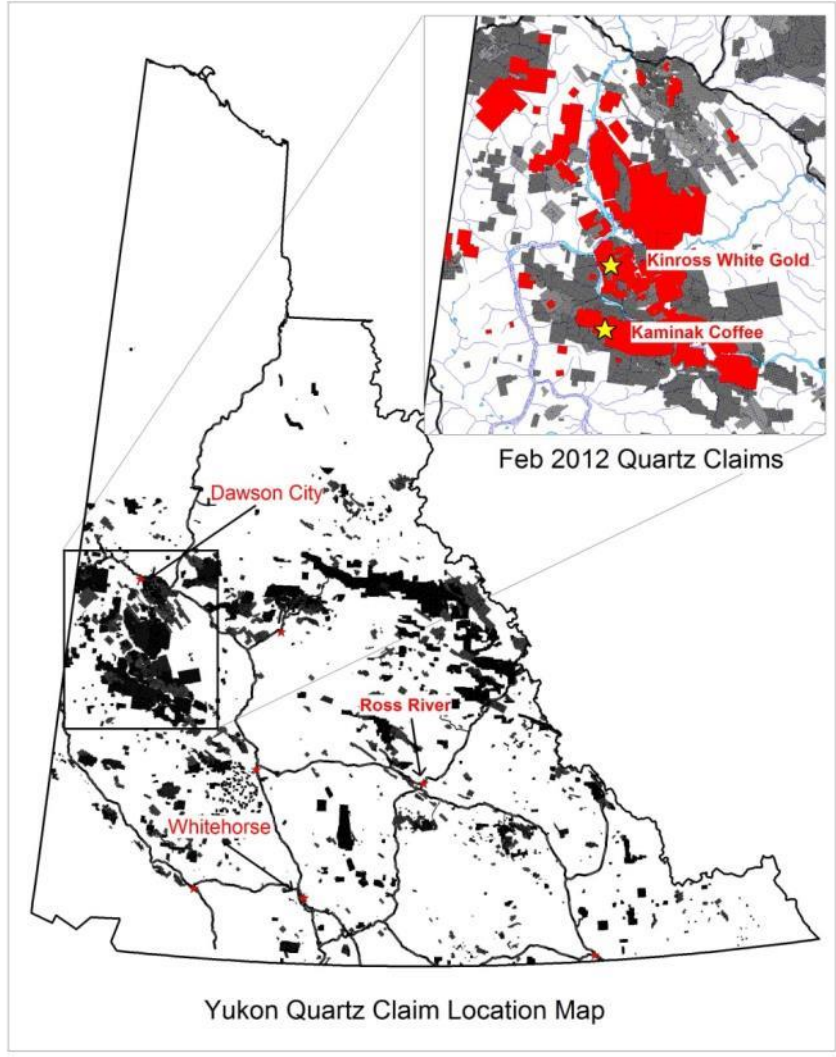 Kinross White Gold
Kaminak Coffee
Feb 2012 Quartz Claims
Dawson City
Ross River
Whitehorse
Yukon Quartz Claim Location Map